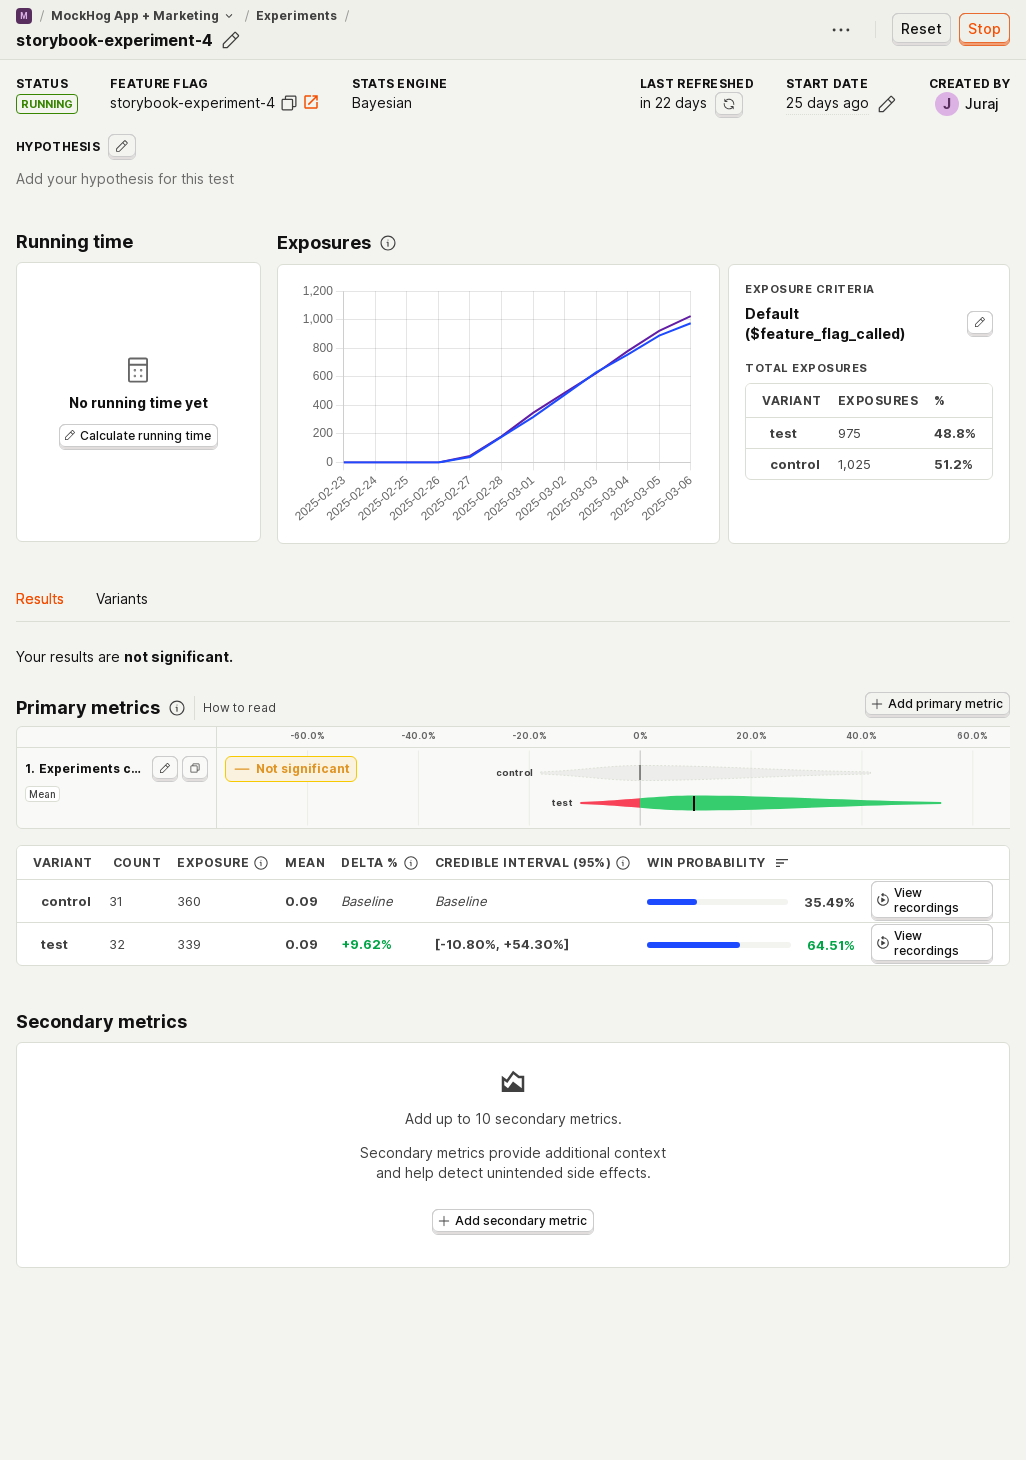 M / MockHog App + Marketing / Experiments /
storybook-experiment-4
Reset
Stop
STATUS
RUNNING
FEATURE FLAG
storybook-experiment-4
STATS ENGINE
Bayesian
LAST REFRESHED
in 22 days
START DATE
25 days ago
CREATED BY
J Juraj
HYPOTHESIS
Add your hypothesis for this test
Running time
No running time yet
Calculate running time
Exposures
1,200
1,000
800
600
400
200
0
2025-02-23
2025-02-24
2025-02-25
2025-02-26
2025-02-27
2025-02-28
2025-03-01
2025-03-02
2025-03-03
2025-03-04
2025-03-05
2025-03-06
EXPOSURE CRITERIA
Default
($feature_flag_called)
TOTAL EXPOSURES
VARIANT EXPOSURES %
test 975 48.8%
control 1,025 51.2%
Results Variants
Your results are not significant.
Primary metrics How to read
Add primary metric
-60.0% -40.0% -20.0% 0% 20.0% 40.0% 60.0%
1. Experiments c...
Mean
— Not significant
control
test
VARIANT COUNT EXPOSURE MEAN DELTA % CREDIBLE INTERVAL (95%) WIN PROBABILITY
control 31 360 0.09 Baseline Baseline 35.49% View
recordings
test 32 339 0.09 +9.62% [-10.80%, +54.30%] 64.51% View
recordings
Secondary metrics
Add up to 10 secondary metrics.
Secondary metrics provide additional context
and help detect unintended side effects.
Add secondary metric